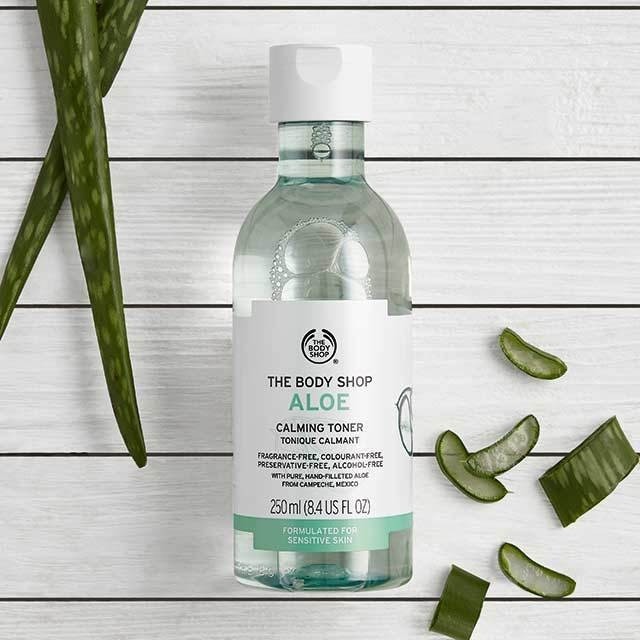 THE
BODY
SHOP
®
THE BODY SHOP
ALOE
CALMING TONER
TONIQUE CALMANT
FRAGRANCE-FREE, COLOURANT-FREE,
PRESERVATIVE-FREE, ALCOHOL-FREE
WITH PURE, HAND-FILLETED ALOE
FROM CAMPECHE, MEXICO
250 ml (8.4 US FL OZ)
FORMULATED FOR
SENSITIVE SKIN